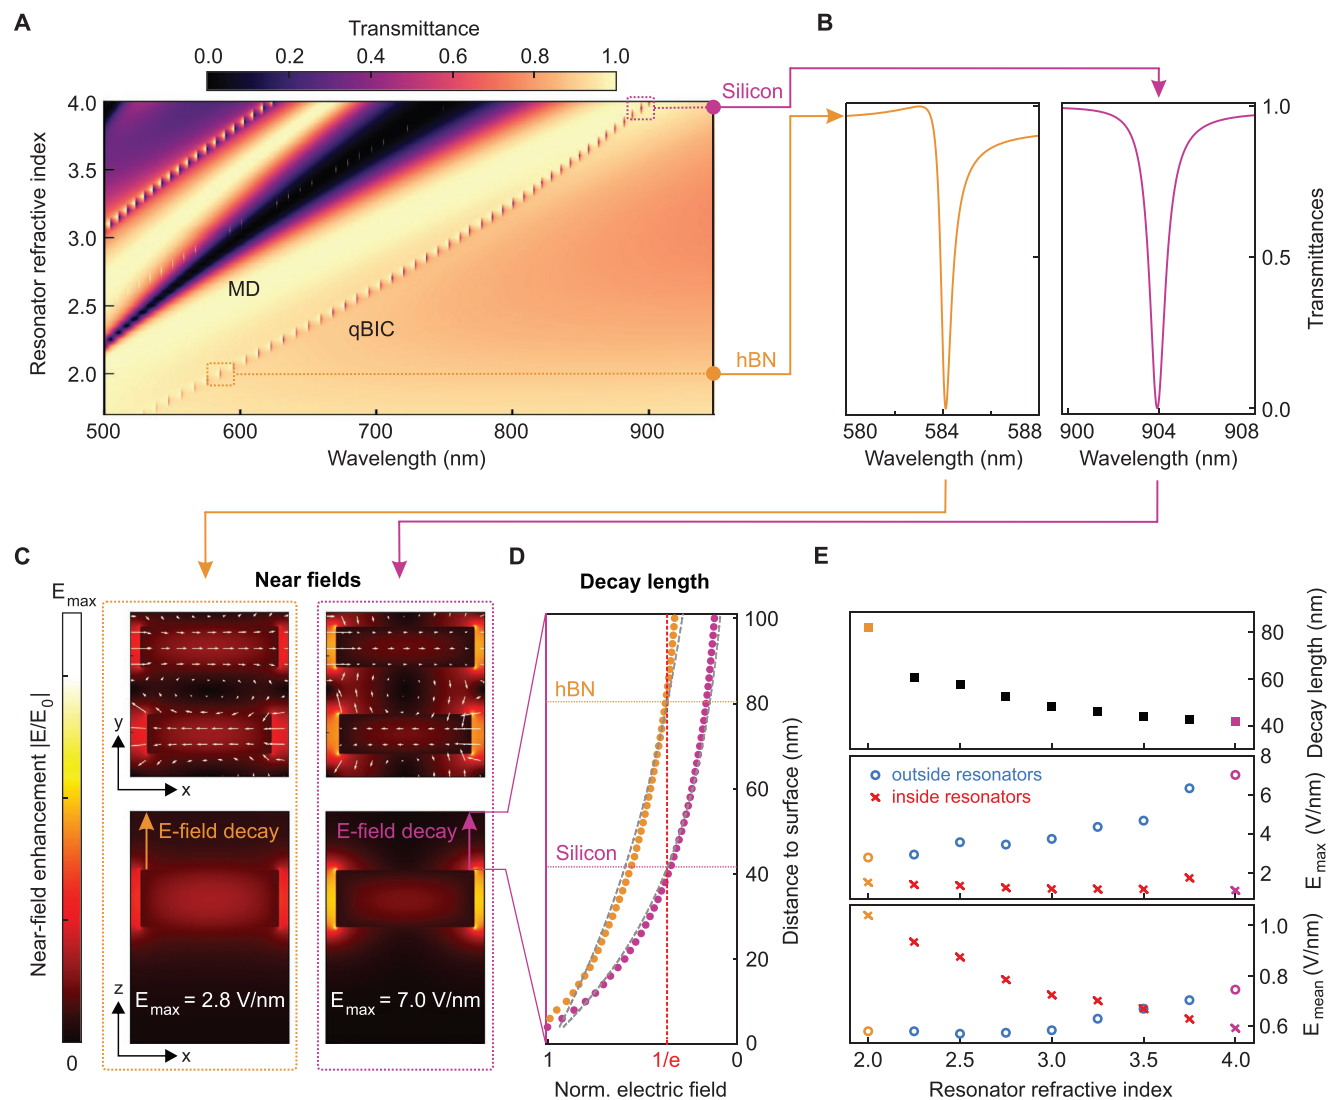 A
Transmittance
0.0 0.2 0.4 0.6 0.8 1.0
Resonator refractive index
4.0
3.5
3.0
2.5
2.0
MD
qBIC
Silicon
hBN
500 600 700 800 900
Wavelength (nm)
B
1.0
0.5
0.0
Transmittances
580 584 588
Wavelength (nm)
900 904 908
Wavelength (nm)
C
Near fields
E_max
Near-field enhancement |E/E_0|
0
y
x
E-field decay
E-field decay
z
x
E_max = 2.8 V/nm
E_max = 7.0 V/nm
D
Decay length
hBN
Silicon
100
80
60
40
20
0
Distance to surface (nm)
1 1/e 0
Norm. electric field
E
80
60
40
Decay length (nm)
outside resonators
inside resonators
8
6
4
2
E_max (V/nm)
1.0
0.8
0.6
E_mean (V/nm)
2.0 2.5 3.0 3.5 4.0
Resonator refractive index